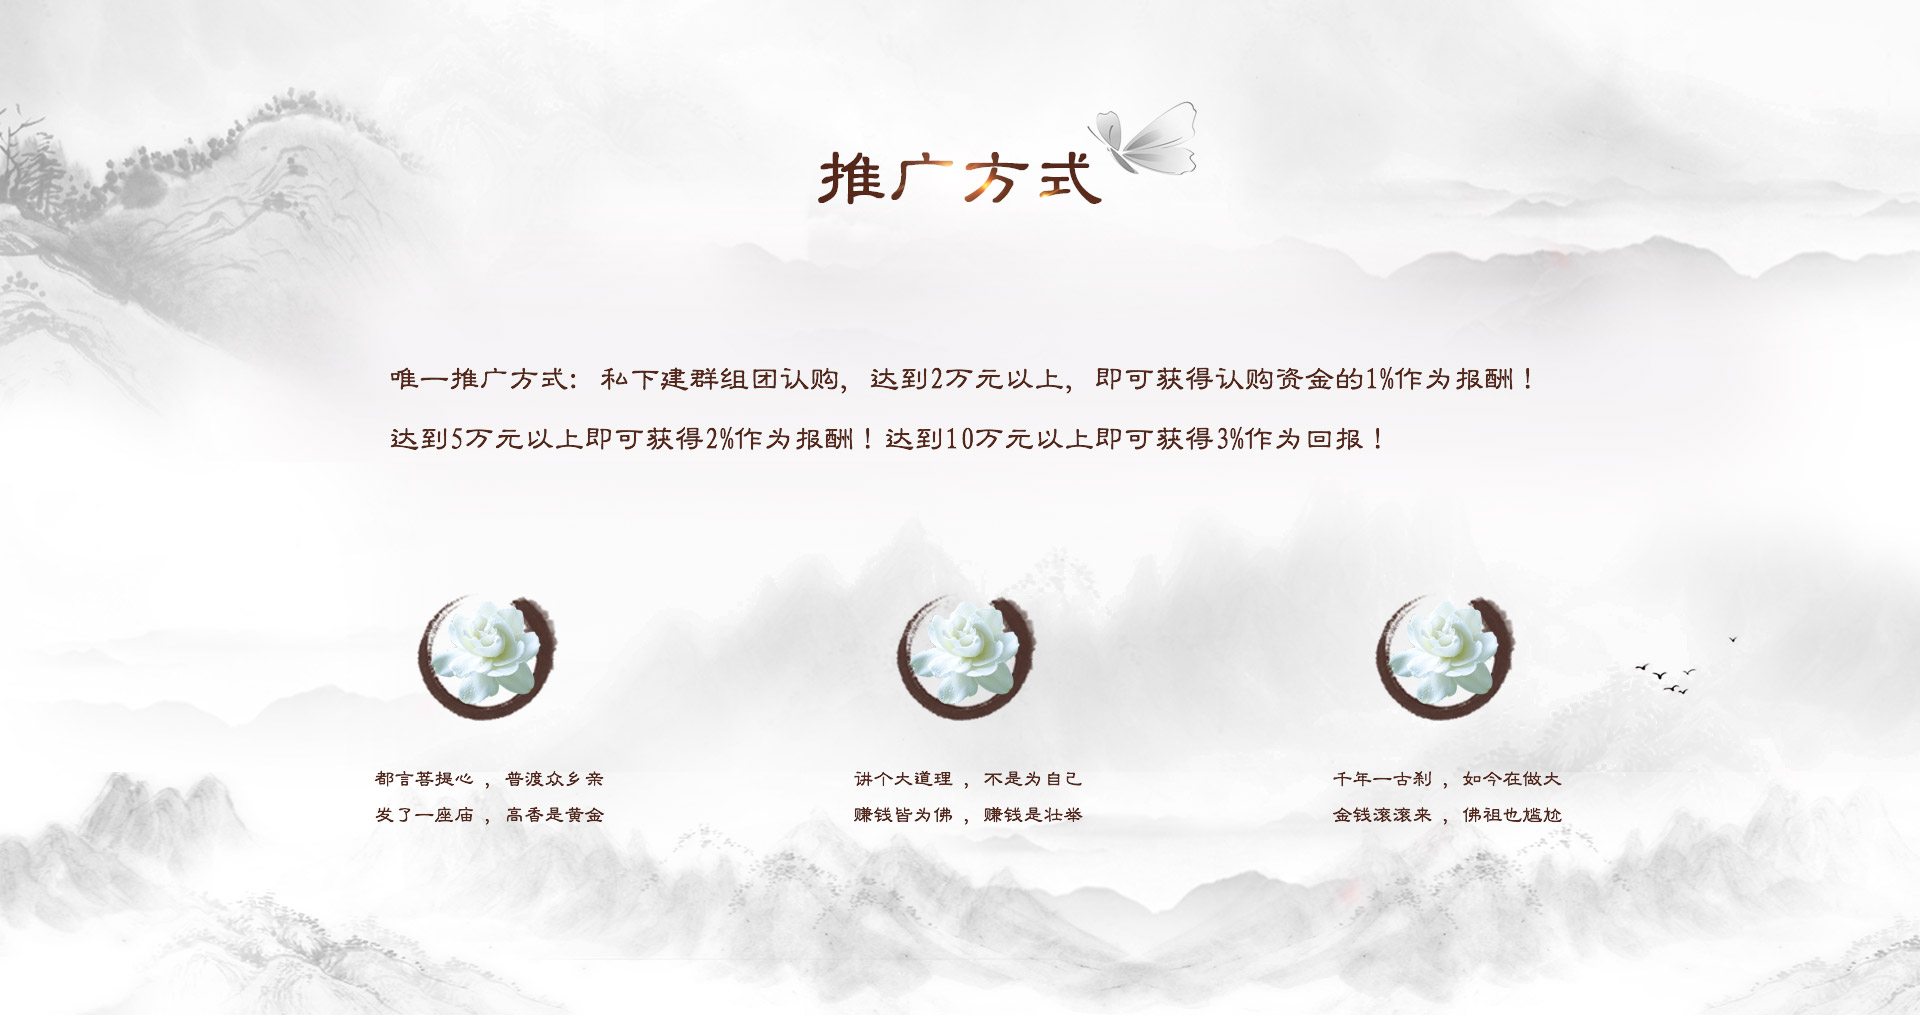 推广方式
唯一推广方式：私下建群组团认购，达到2万元以上，即可获得认购资金的1%作为报酬！
达到5万元以上即可获得2%作为报酬！达到10万元以上即可获得3%作为回报！
都言菩提心，普渡众乡亲
发了一座庙，高香是黄金
讲个大道理，不是为自己
赚钱皆为佛，赚钱是壮举
千年一古刹，如今在做大
金钱滚滚来，佛祖也尴尬